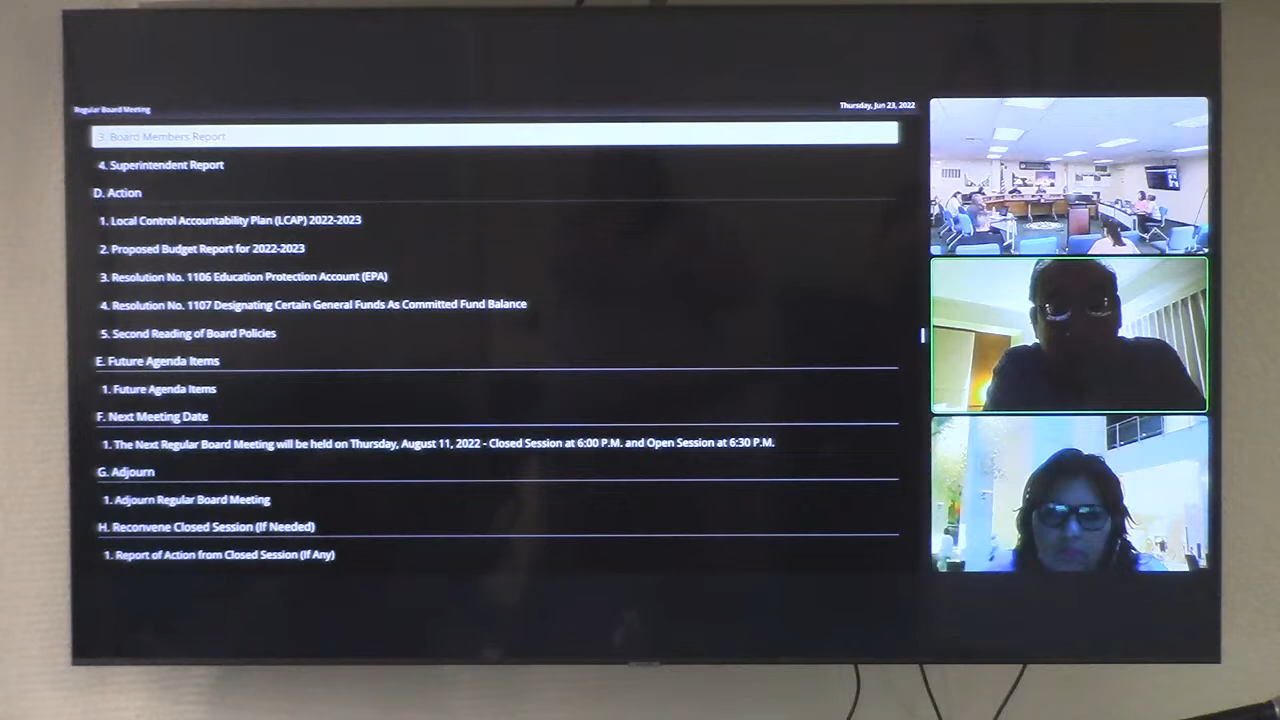 Regular Board Meeting
Thursday, Jun 23, 2022
3. Board Members Report
4. Superintendent Report
D. Action
1. Local Control Accountability Plan (LCAP) 2022-2023
2. Proposed Budget Report for 2022-2023
3. Resolution No. 1106 Education Protection Account (EPA)
4. Resolution No. 1107 Designating Certain General Funds As Committed Fund Balance
5. Second Reading of Board Policies
E. Future Agenda Items
1. Future Agenda Items
F. Next Meeting Date
1. The Next Regular Board Meeting will be held on Thursday, August 11, 2022 - Closed Session at 6:00 P.M. and Open Session at 6:30 P.M.
G. Adjourn
1. Adjourn Regular Board Meeting
H. Reconvene Closed Session (If Needed)
1. Report of Action from Closed Session (If Any)